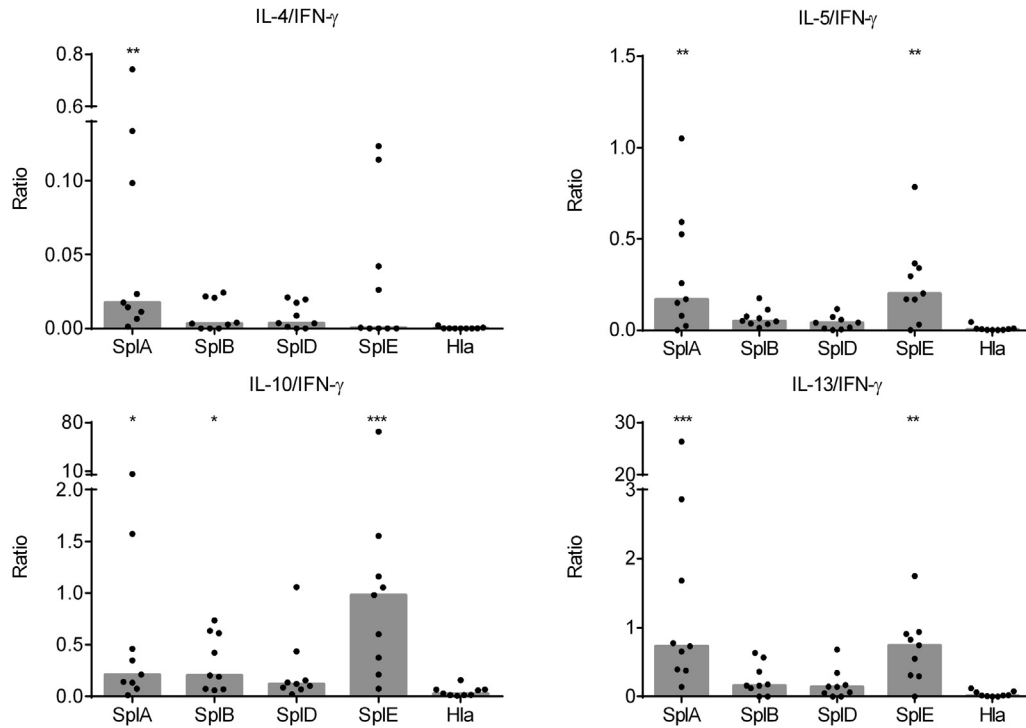 IL-4/IFN-γ
**
0.8
0.6
0.10
0.05
0.00
Ratio
SplA SplB SplD SplE Hla
IL-5/IFN-γ
** **
1.5
1.0
0.5
0.0
Ratio
SplA SplB SplD SplE Hla
IL-10/IFN-γ
* * ***
80
10
2.0
1.5
1.0
0.5
0.0
Ratio
SplA SplB SplD SplE Hla
IL-13/IFN-γ
*** **
30
20
3
2
1
0
Ratio
SplA SplB SplD SplE Hla